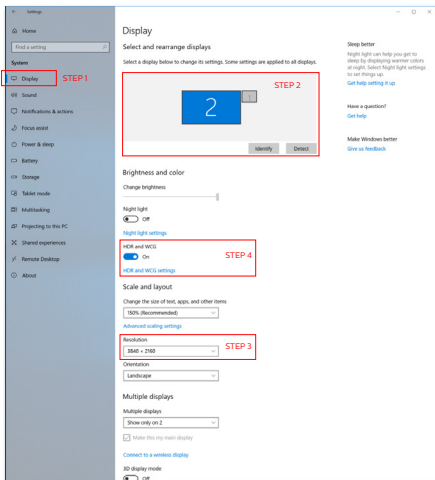 Settings
Home
Find a setting
System
Display
STEP 1
Sound
Notifications & actions
Focus assist
Power & sleep
Battery
Storage
Tablet mode
Multitasking
Projecting to this PC
Shared experiences
Remote Desktop
About
Display
Select and rearrange displays
Select a display below to change its settings. Some settings are applied to all displays.
STEP 2
2
1
Identify
Detect
Brightness and color
Change brightness
Night light
Off
Night light settings
HDR and WCG
On
STEP 4
HDR and WCG settings
Scale and layout
Change the size of text, apps, and other items
150% (Recommended)
Advanced scaling settings
Resolution
3840 × 2160
STEP 3
Orientation
Landscape
Multiple displays
Multiple displays
Show only on 2
Make this my main display
Connect to a wireless display
3D display mode
Off
Sleep better
Night light can help you get to
sleep by displaying warmer colors
at night. Select Night light settings
to set things up.
Get help setting it up
Have a question?
Get help
Make Windows better
Give us feedback